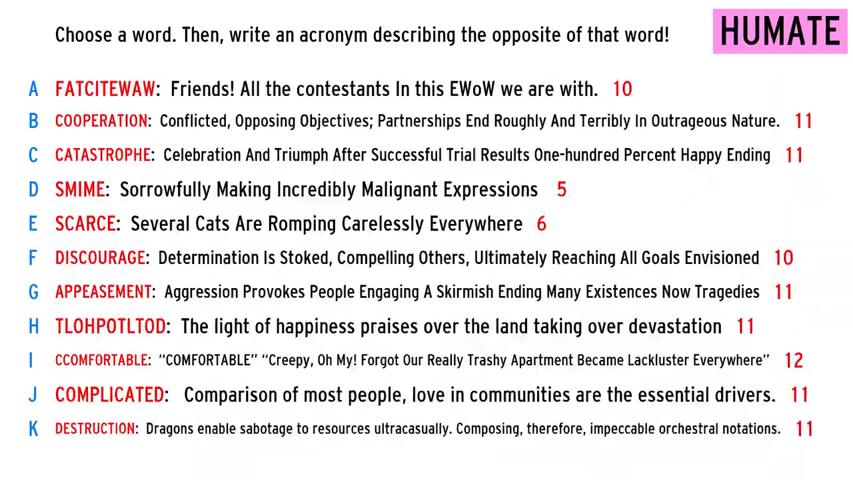 Choose a word. Then, write an acronym describing the opposite of that word!
HUMATE
A FATCITEWAW: Friends! All the contestants In this EWoW we are with. 10
B COOPERATION: Conflicted, Opposing Objectives; Partnerships End Roughly And Terribly In Outrageous Nature. 11
C CATASTROPHE: Celebration And Triumph After Successful Trial Results One-hundred Percent Happy Ending 11
D SMIME: Sorrowfully Making Incredibly Malignant Expressions 5
E SCARCE: Several Cats Are Romping Carelessly Everywhere 6
F DISCOURAGE: Determination Is Stoked, Compelling Others, Ultimately Reaching All Goals Envisioned 10
G APPEASEMENT: Aggression Provokes People Engaging A Skirmish Ending Many Existences Now Tragedies 11
H TLOHPOTLTOD: The light of happiness praises over the land taking over devastation 11
I CCOMFORTABLE: “COMFORTABLE” “Creepy, Oh My! Forgot Our Really Trashy Apartment Became Lackluster Everywhere” 12
J COMPLICATED: Comparison of most people, love in communities are the essential drivers. 11
K DESTRUCTION: Dragons enable sabotage to resources ultracasually. Composing, therefore, impeccable orchestral notations. 11